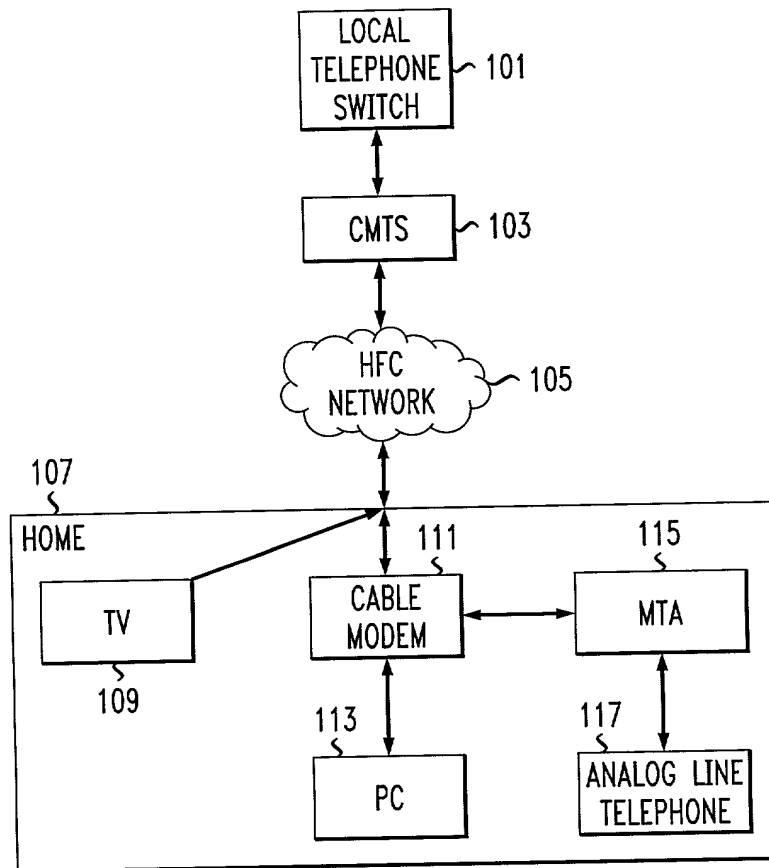 LOCAL
TELEPHONE
SWITCH
101
CMTS
103
HFC
NETWORK
105
107
HOME
TV
109
111
CABLE
MODEM
115
MTA
113
PC
117
ANALOG LINE
TELEPHONE